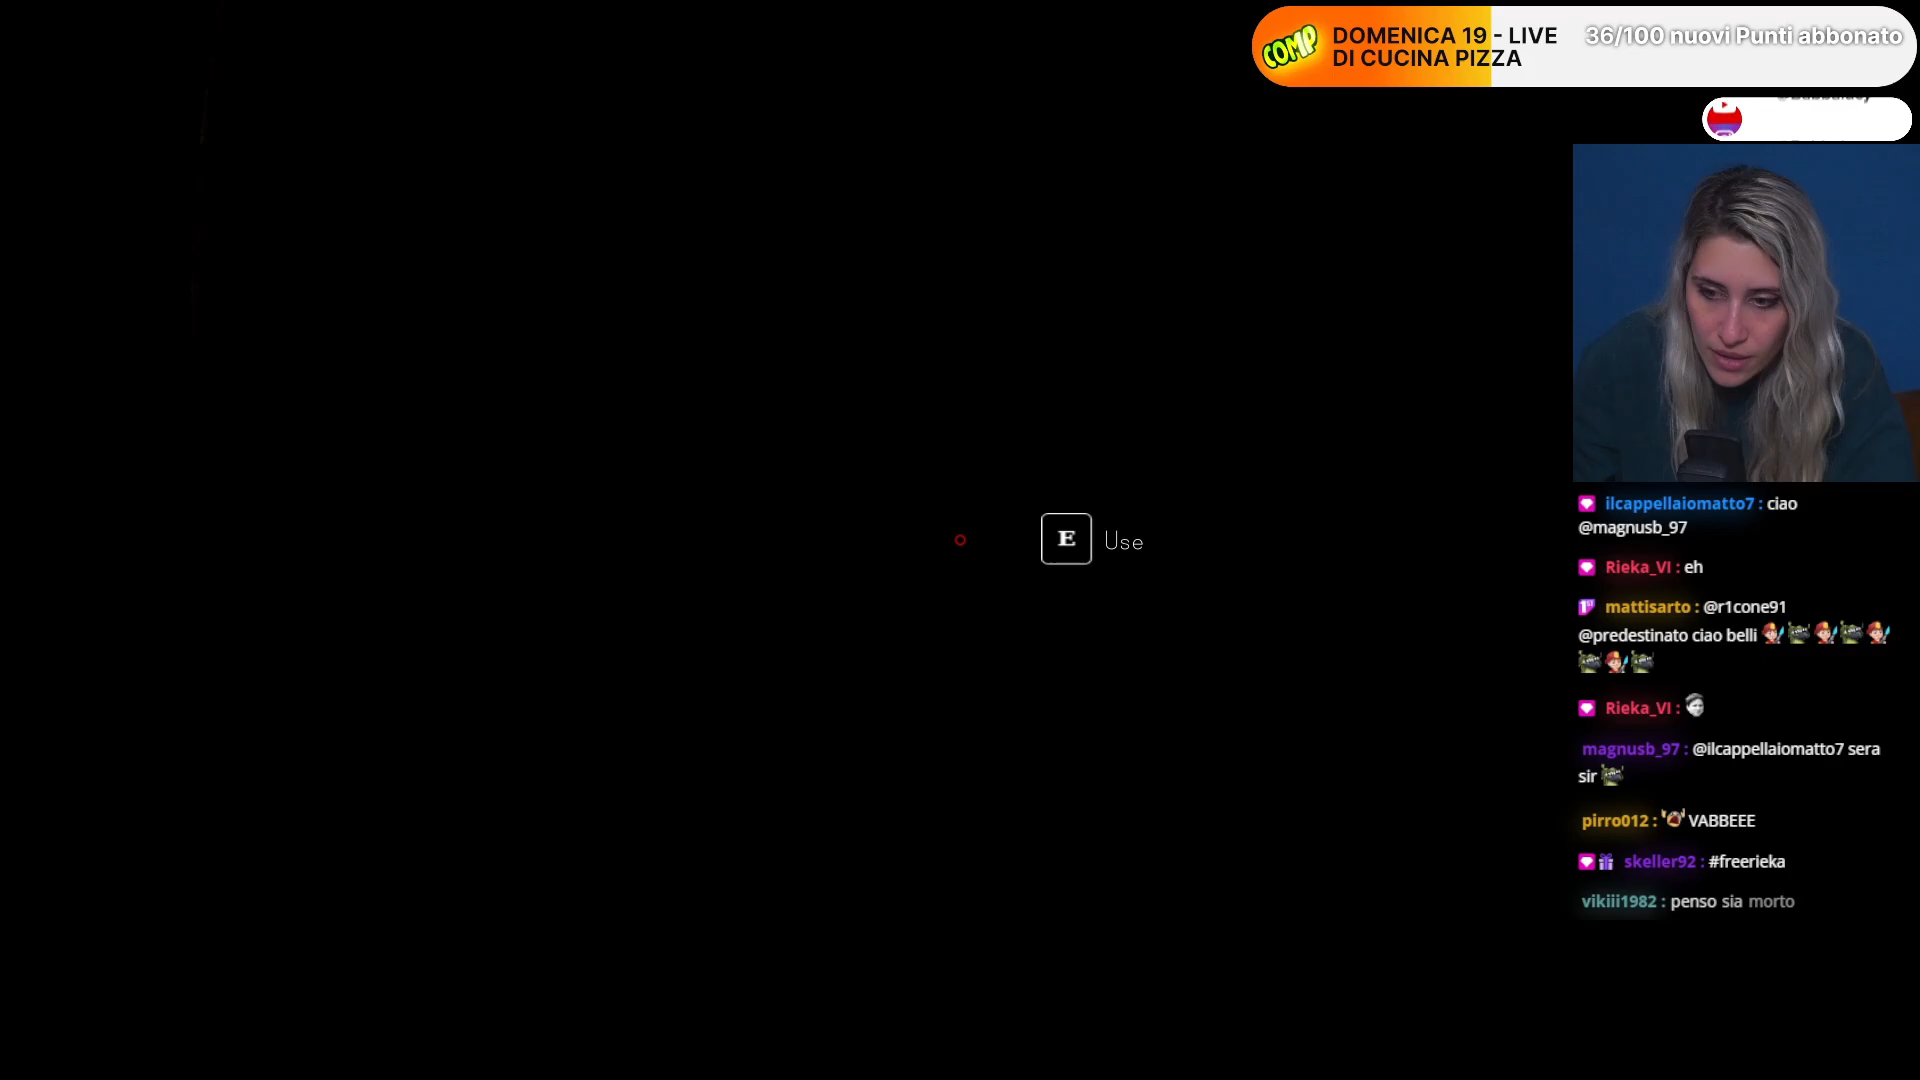 COMP
DOMENICA 19 - LIVE
DI CUCINA PIZZA
36/100 nuovi Punti abbonato
E Use
ilcappellaiomatto7 : ciao
@magnusb_97
Rieka_VI : eh
mattisarto : @r1cone91
@predestinato ciao belli
Rieka_VI :
magnusb_97 : @ilcappellaiomatto7 sera
sir
pirro012 : VABBEEE
skeller92 : #freerieka
vikiii1982 : penso sia morto